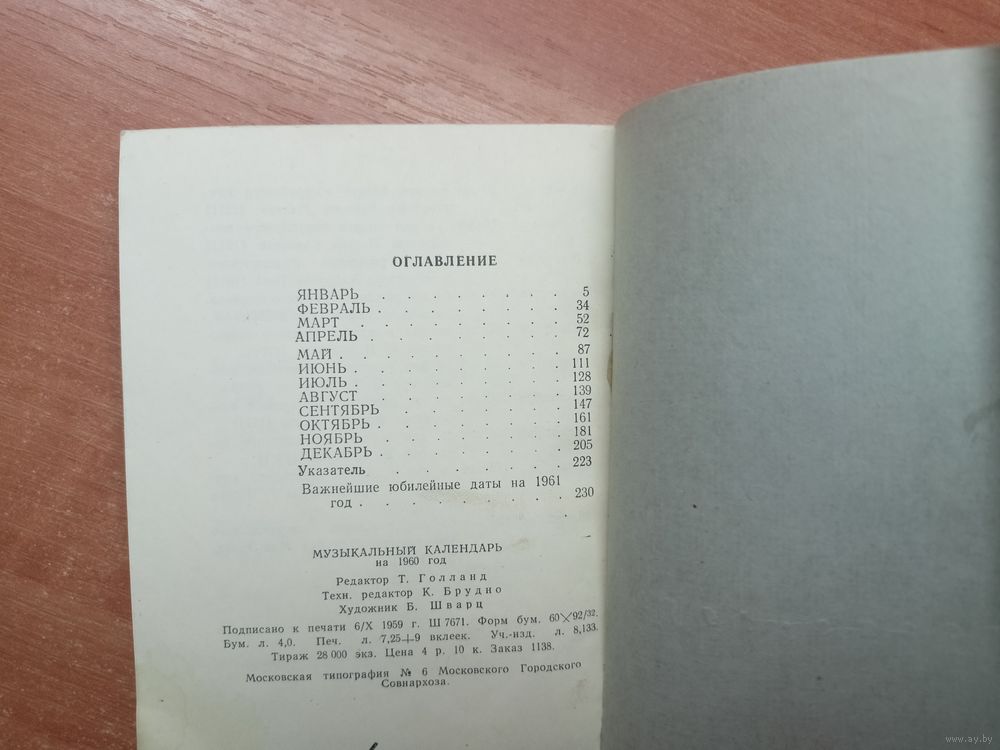 ОГЛАВЛЕНИЕ
ЯНВАРЬ . . . . . . . . 5
ФЕВРАЛЬ . . . . . . . . 34
МАРТ . . . . . . . . 52
АПРЕЛЬ . . . . . . . . 72
МАЙ . . . . . . . . . 87
ИЮНЬ . . . . . . . . . 111
ИЮЛЬ . . . . . . . . . 128
АВГУСТ . . . . . . . . 139
СЕНТЯБРЬ . . . . . . . 147
ОКТЯБРЬ . . . . . . . . 161
НОЯБРЬ . . . . . . . . 181
ДЕКАБРЬ . . . . . . . . 205
Указатель . . . . . . . 223
Важнейшие юбилейные даты на 1961
год . . . . . . . . . 230
МУЗЫКАЛЬНЫЙ КАЛЕНДАРЬ
на 1960 год
Редактор Т. Голланд
Техн. редактор К. Брудно
Художник Б. Шварц
Подписано к печати 6/X 1959 г. Ш 7671. Форм бум. 60×92/32.
Бум. л. 4,0. Печ. л. 7,25+9 вклеек. Уч.-изд. л. 8,133.
Тираж 28 000 экз. Цена 4 р. 10 к. Заказ 1138.
Московская типография № 6 Московского Городского
Совнархоза.
www.ay.by